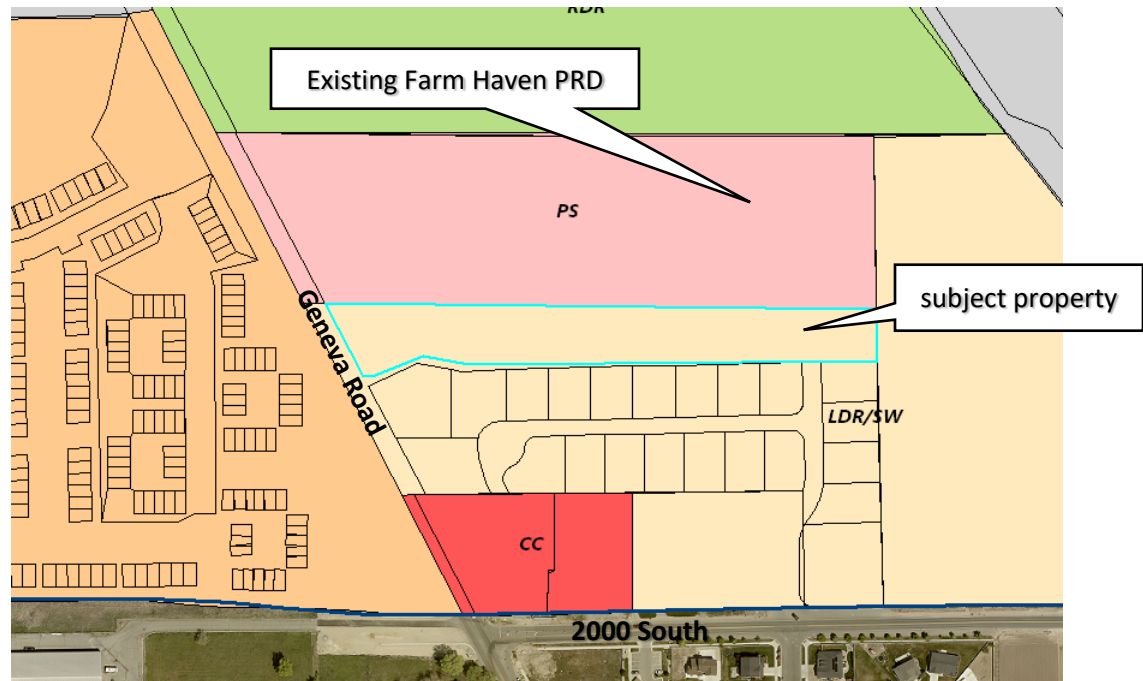 RDR
Existing Farm Haven PRD
PS
subject property
Geneva Road
LDR/SW
CC
2000 South